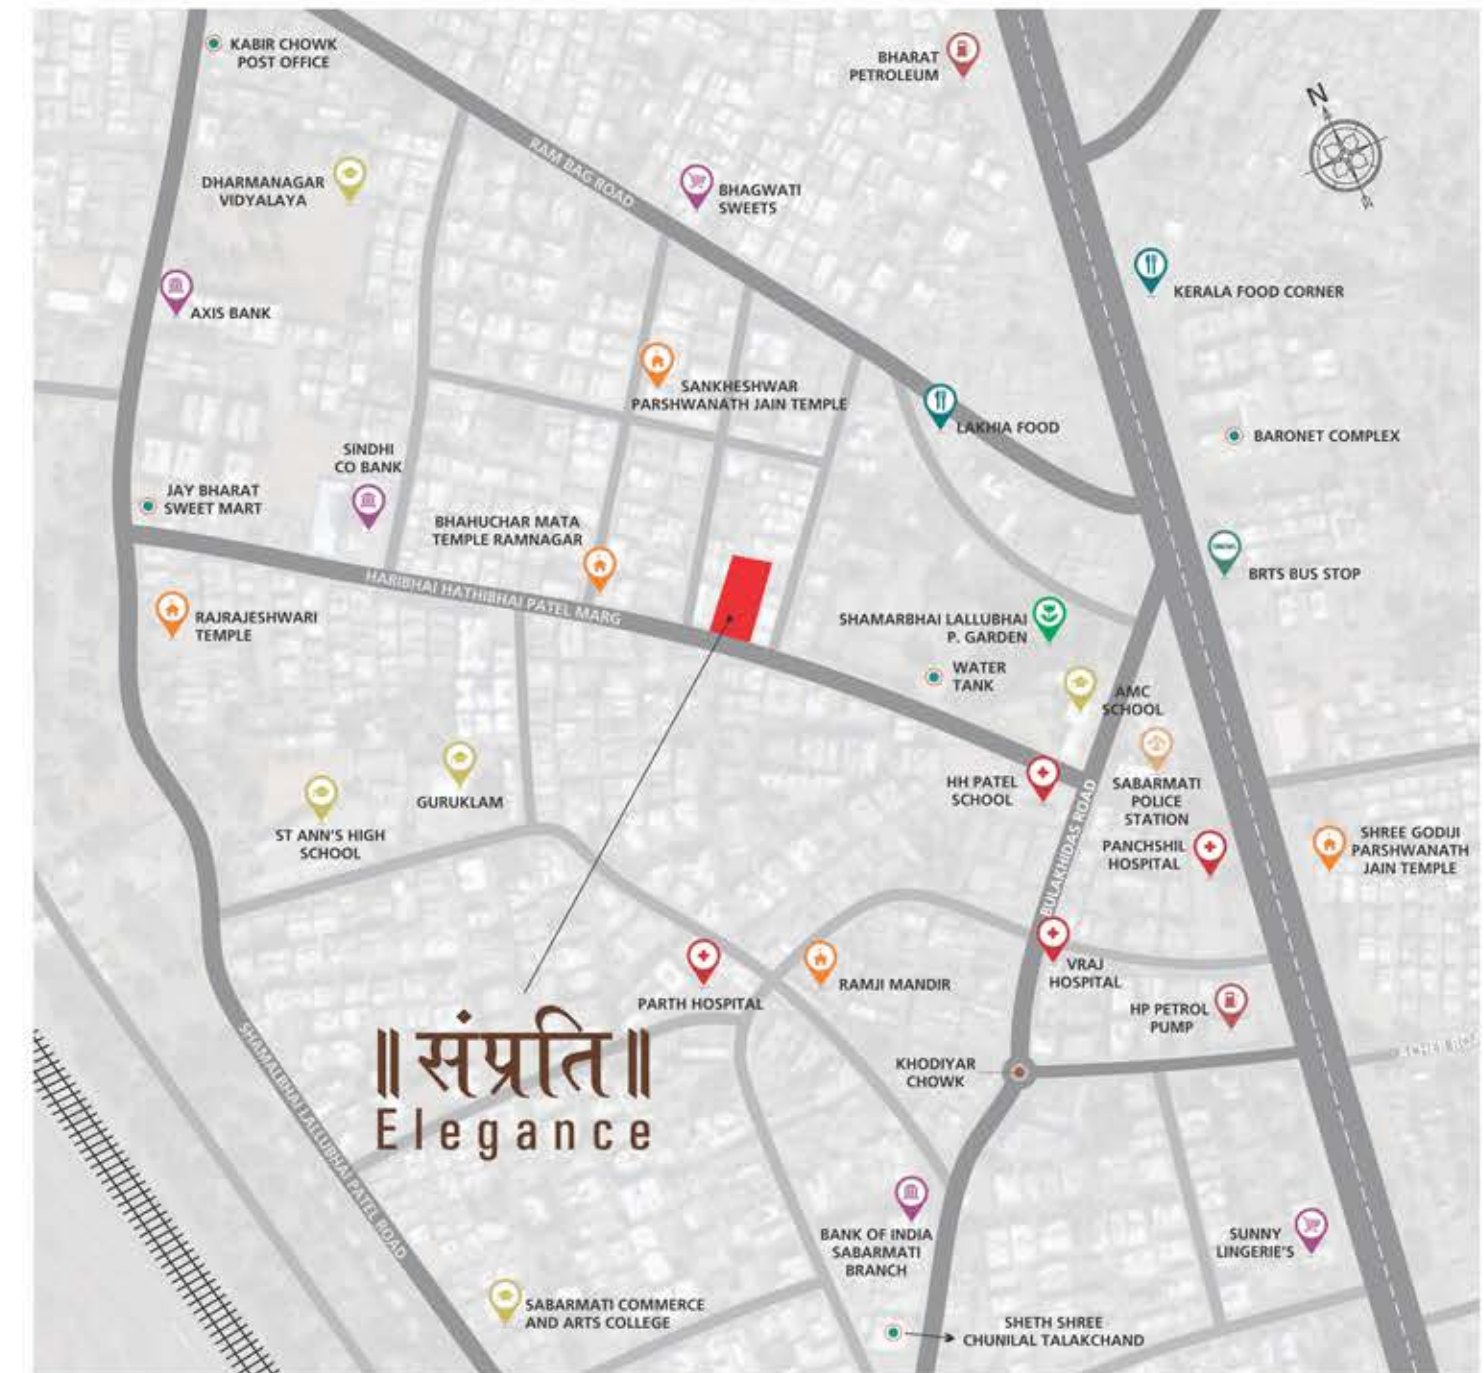 KABIR CHOWK
POST OFFICE
BHARAT
PETROLEUM
N
RAM BAG ROAD
DHARMANAGAR
VIDYALAYA
BHAGWATI
SWEETS
KERALA FOOD CORNER
AXIS BANK
SANKHESHWAR
PARSHWANATH JAIN TEMPLE
LAKHIA FOOD
BARONET COMPLEX
SINDHI
CO BANK
JAY BHARAT
SWEET MART
BHAHUCHAR MATA
TEMPLE RAMNAGAR
BRTS BUS STOP
HARIBHAI HATHIBHAI PATEL MARG
RAJRAJESHWARI
TEMPLE
SHAMARBHAI LALLUBHAI
P. GARDEN
WATER
TANK
AMC
SCHOOL
HH PATEL
SCHOOL
SABARMATI
POLICE
STATION
GURUKLAM
ST ANN'S HIGH
SCHOOL
BULAKHIDAS ROAD
PANCHSHIL
HOSPITAL
SHREE GODIJI
PARSHWANATH
JAIN TEMPLE
VRAJ
HOSPITAL
RAMJI MANDIR
PARTH HOSPITAL
HP PETROL
PUMP
KHODIYAR
CHOWK
॥संप्रति॥
Elegance
SHAMALBHAI LALLUBHAI PATEL ROAD
BANK OF INDIA
SABARMATI
BRANCH
SUNNY
LINGERIE'S
SABARMATI COMMERCE
AND ARTS COLLEGE
SHETH SHREE
CHUNILAL TALAKCHAND